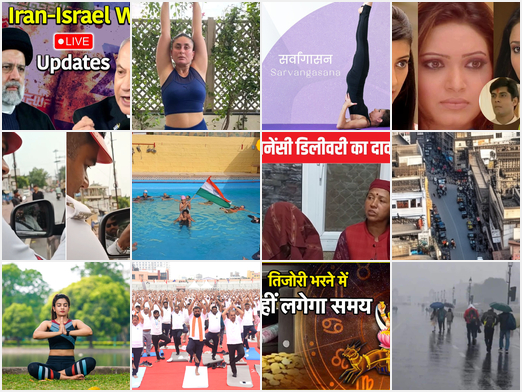 Iran-Israel W
LIVE
Updates
सर्वांगासन
Sarvangasana
नेंसी डिलीवरी का दाव
तिजोरी भरने में
हीं लगेगा समय